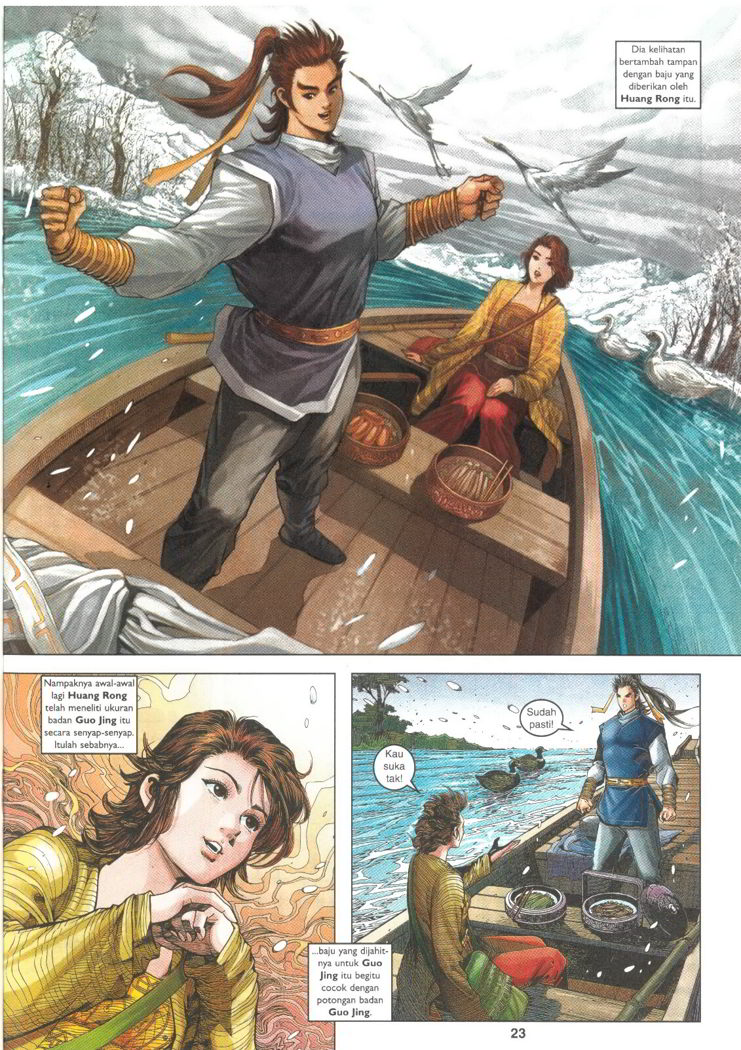 Dia kelihatan
bertambah tampan
dengan baju yang
diberikan oleh
Huang Rong itu.
Nampaknya awal-awal
lagi Huang Rong
telah meneliti ukuran
badan Guo Jing itu
secara senyap-senyap.
Itulah sebabnya...
...baju yang dijahit-
nya untuk Guo
Jing itu begitu
cocok dengan
potongan badan
Guo Jing.
Kau
suka
tak!
Sudah
pasti!
23